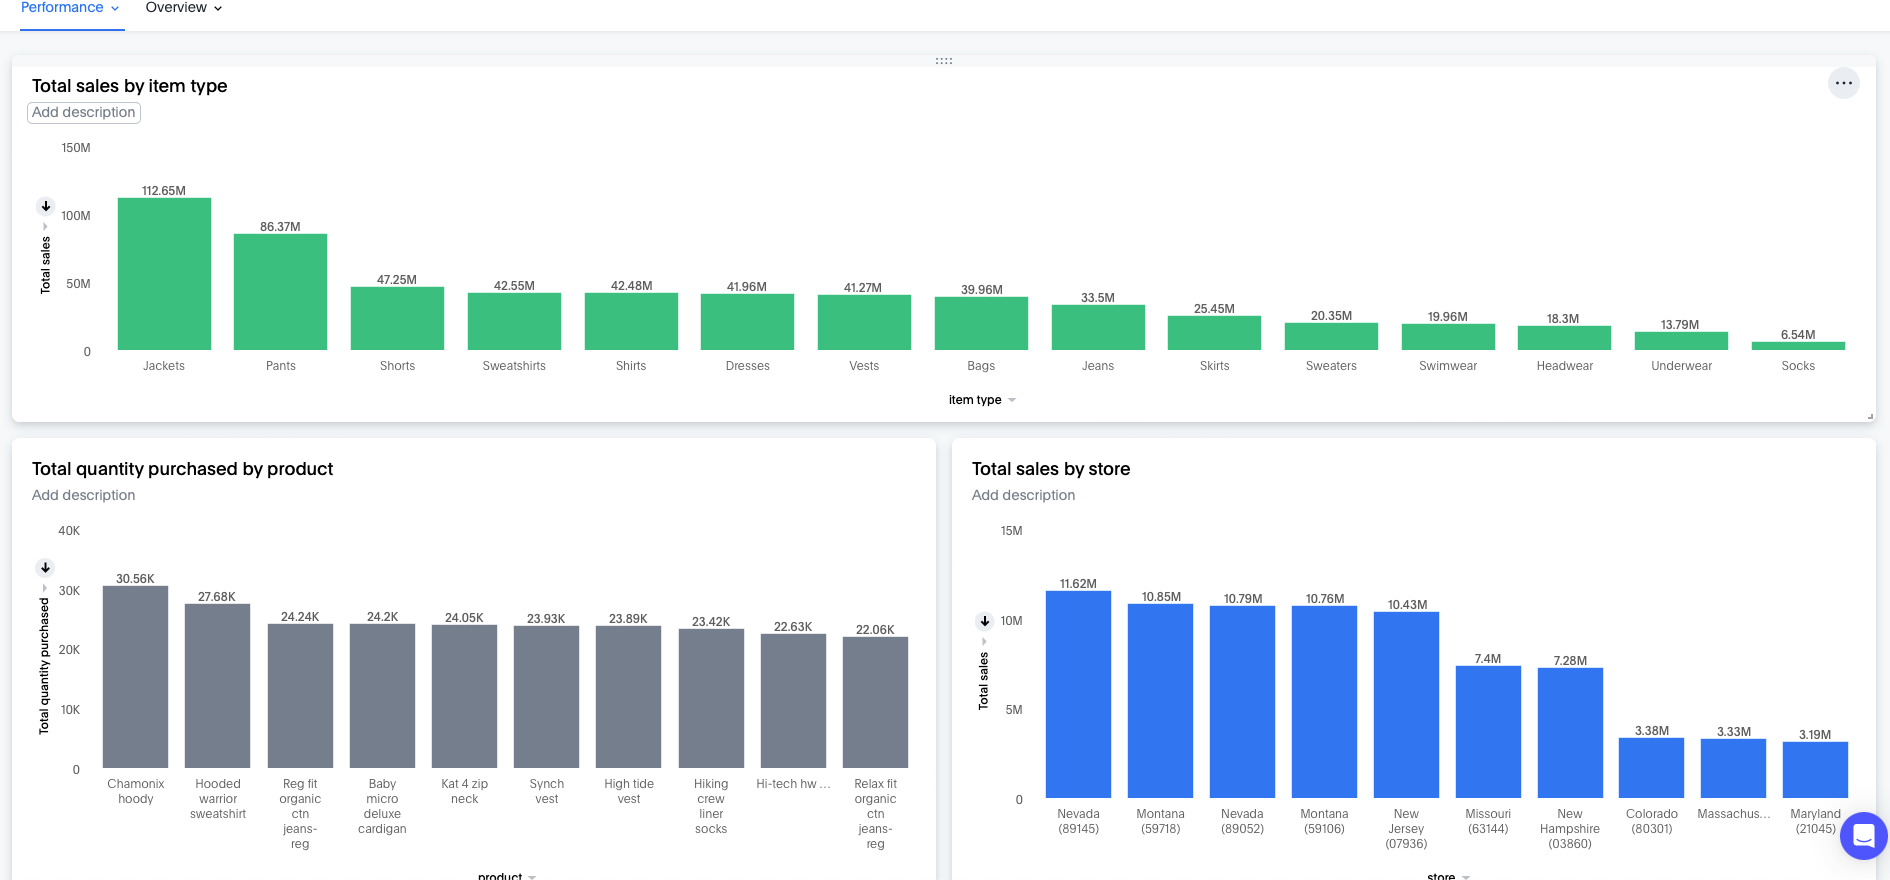 Performance Overview
Total sales by item type
Add description
150M
100M
50M
0
Total sales
112.65M 86.37M 47.25M 42.55M 42.48M 41.96M 41.27M 39.96M 33.5M 25.45M 20.35M 19.96M 18.3M 13.79M 6.54M
Jackets Pants Shorts Sweatshirts Shirts Dresses Vests Bags Jeans Skirts Sweaters Swimwear Headwear Underwear Socks
item type
Total quantity purchased by product
Add description
40K
30K
20K
10K
0
Total quantity purchased
30.56K 27.68K 24.24K 24.2K 24.05K 23.93K 23.89K 23.42K 22.63K 22.06K
Chamonix
hoody
Hooded
warrior
sweatshirt
Reg fit
organic
ctn
jeans-
reg
Baby
micro
deluxe
cardigan
Kat 4 zip
neck
Synch
vest
High tide
vest
Hiking
crew
liner
socks
Hi-tech hw ...
Relax fit
organic
ctn
jeans-
reg
product
Total sales by store
Add description
15M
10M
5M
0
Total sales
11.62M 10.85M 10.79M 10.76M 10.43M 7.4M 7.28M 3.38M 3.33M 3.19M
Nevada
(89145)
Montana
(59718)
Nevada
(89052)
Montana
(59106)
New
Jersey
(07936)
Missouri
(63144)
New
Hampshire
(03860)
Colorado
(80301)
Massachus...
Maryland
(21045)
store